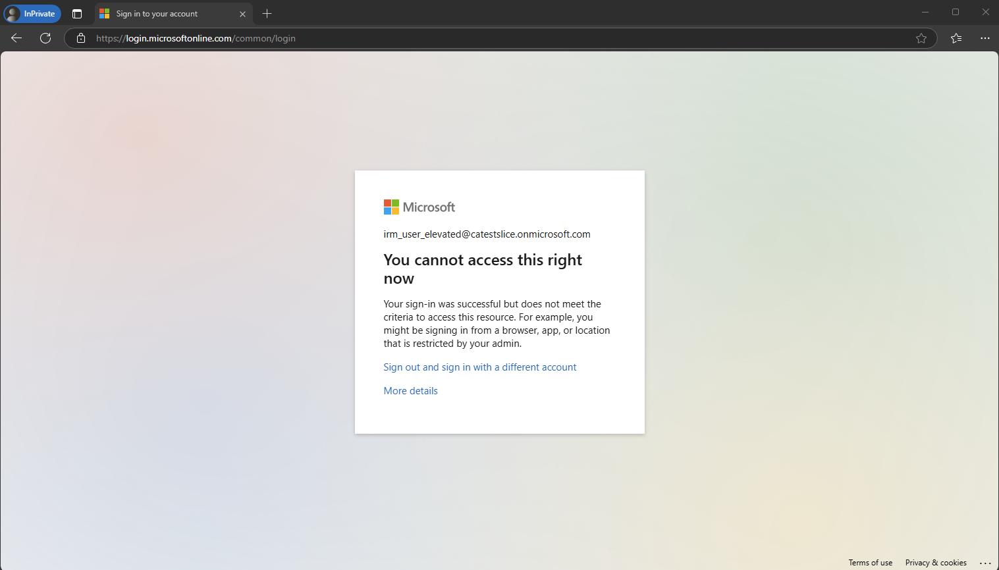 InPrivate
Sign in to your account
https://login.microsoftonline.com/common/login
Microsoft
irm_user_elevated@catestslice.onmicrosoft.com
You cannot access this right
now
Your sign-in was successful but does not meet the
criteria to access this resource. For example, you
might be signing in from a browser, app, or location
that is restricted by your admin.
Sign out and sign in with a different account
More details
Terms of use Privacy & cookies ...